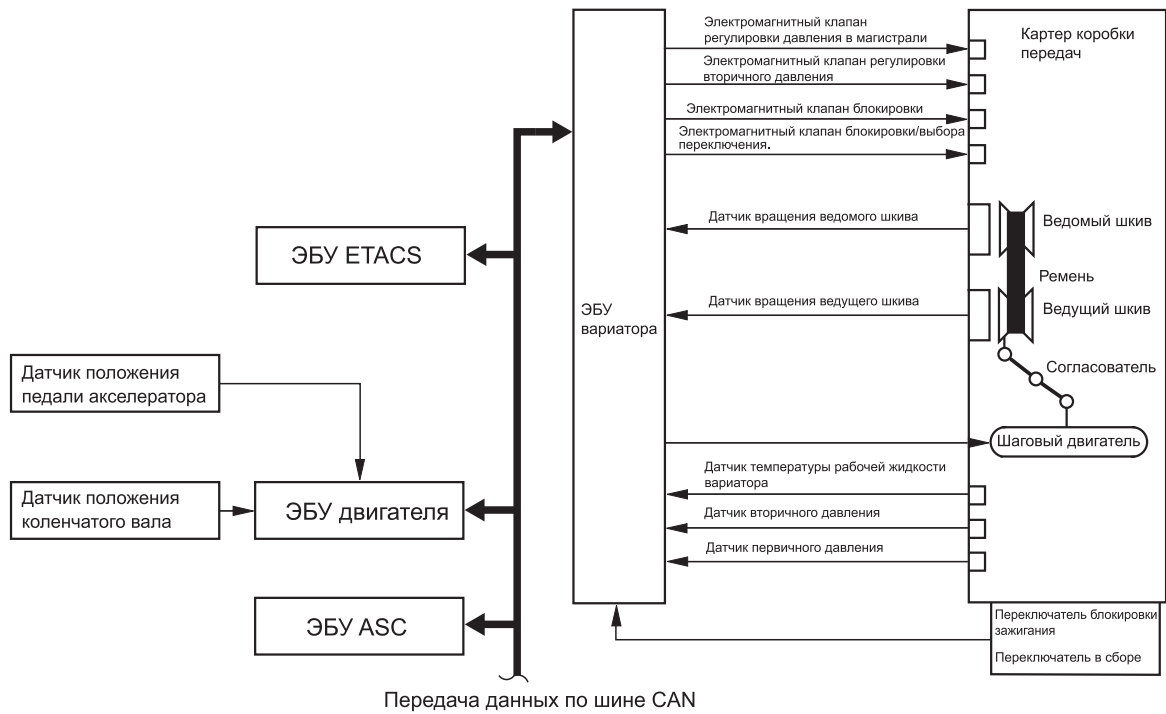 Электромагнитный клапан
регулировки давления в магистрали
Электромагнитный клапан регулировки
вторичного давления
Электромагнитный клапан блокировки
Электромагнитный клапан блокировки/выбора
переключения.
Картер коробки
передач
Датчик вращения ведомого шкива
Ведомый шкив
Ремень
ЭБУ ETACS
Датчик вращения ведущего шкива
Ведущий шкив
ЭБУ
вариатора
Согласователь
Датчик положения
педали акселератора
Шаговый двигатель
Датчик температуры рабочей жидкости
вариатора
Датчик положения
коленчатого вала
ЭБУ двигателя
Датчик вторичного давления
Датчик первичного давления
ЭБУ ASC
Переключатель блокировки
зажигания
Переключатель в сборе
Передача данных по шине CAN